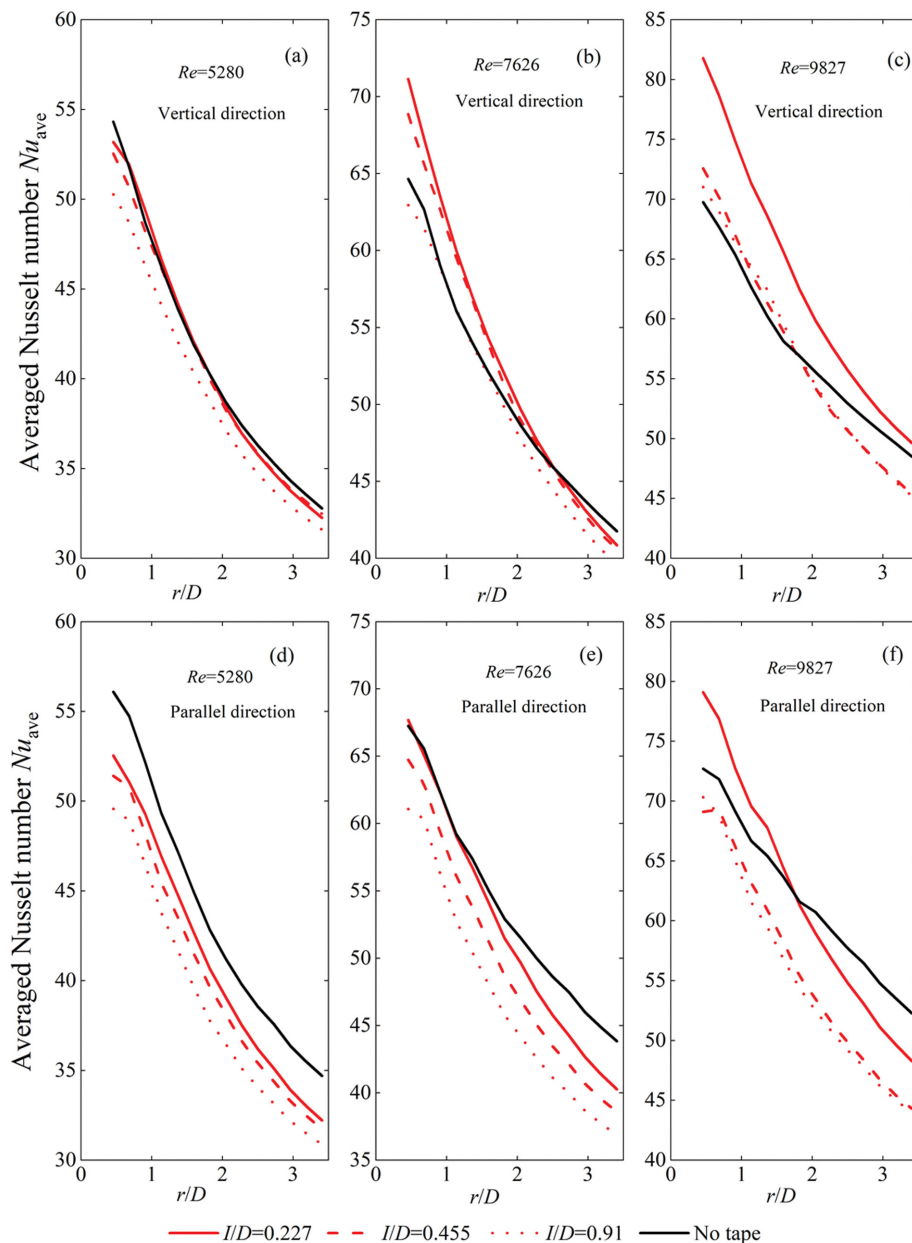 60
55
50
45
40
35
30
0
1
2
3
Averaged Nusselt number Nuave
r/D
(a)
Re=5280
Vertical direction
75
70
65
60
55
50
45
40
0
1
2
3
r/D
(b)
Re=7626
Vertical direction
85
80
75
70
65
60
55
50
45
40
0
1
2
3
r/D
(c)
Re=9827
Vertical direction
60
55
50
45
40
35
30
0
1
2
3
Averaged Nusselt number Nuave
r/D
(d)
Re=5280
Parallel direction
75
70
65
60
55
50
45
40
35
0
1
2
3
r/D
(e)
Re=7626
Parallel direction
85
80
75
70
65
60
55
50
45
40
0
1
2
3
r/D
(f)
Re=9827
Parallel direction
I/D=0.227 I/D=0.455 I/D=0.91 No tape